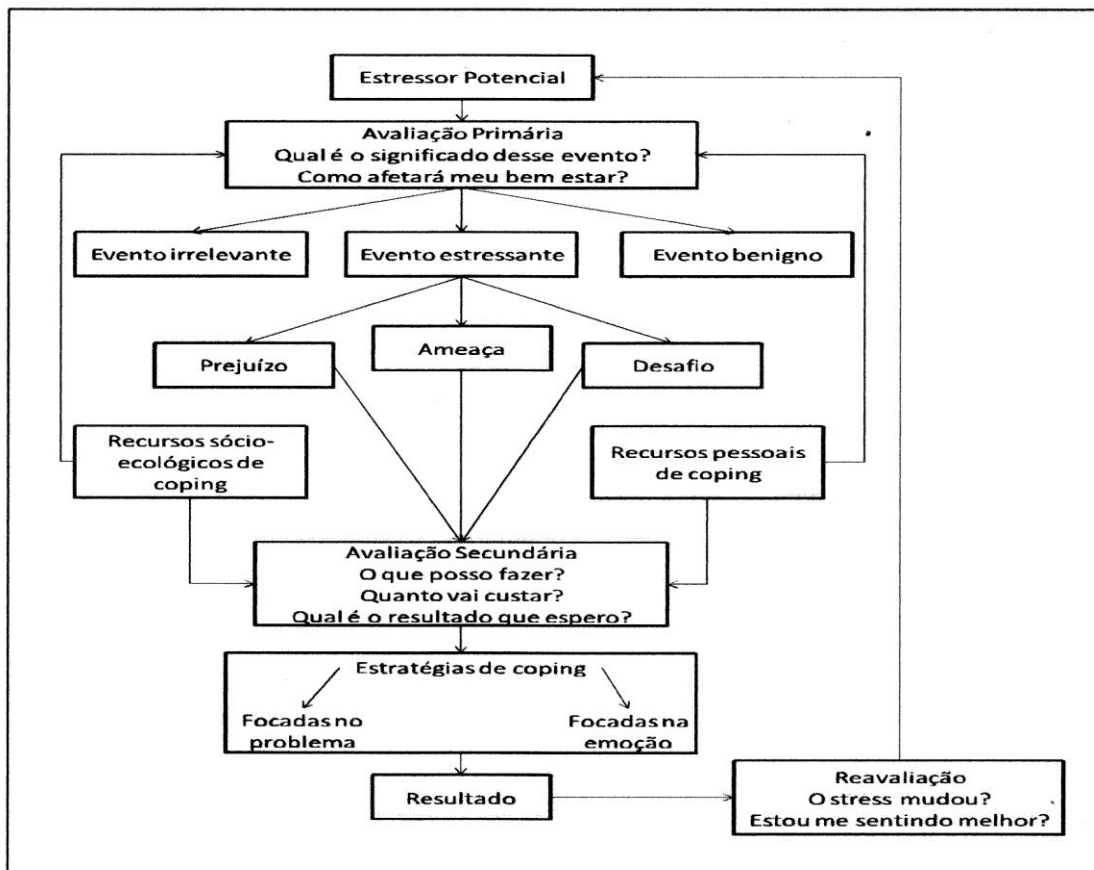 Estressor Potencial
Avaliação Primária
Qual é o significado desse evento?
Como afetará meu bem estar?
Evento irrelevante
Evento estressante
Evento benigno
Prejuízo
Ameaça
Desafio
Recursos sócio-
ecológicos de
coping
Recursos pessoais
de coping
Avaliação Secundária
O que posso fazer?
Quanto vai custar?
Qual é o resultado que espero?
Estratégias de coping
Focadas no
problema
Focadas na
emoção
Resultado
Reavaliação
O stress mudou?
Estou me sentindo melhor?